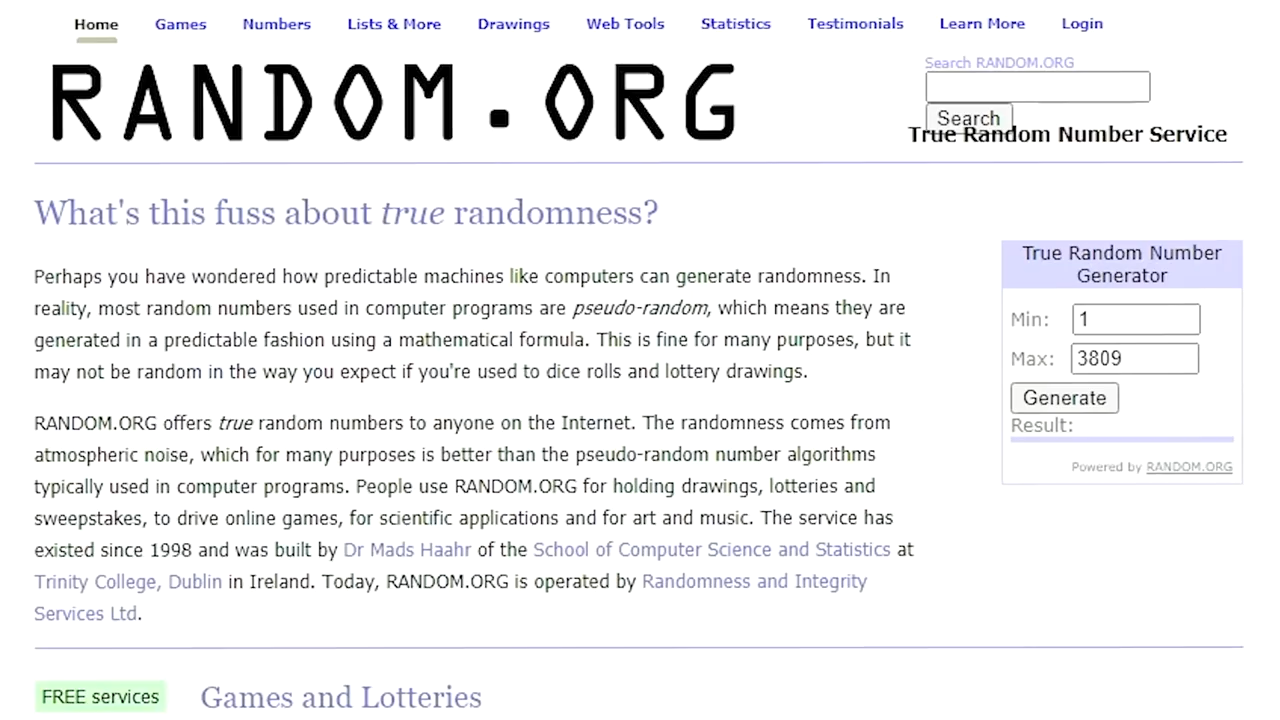 Home Games Numbers Lists & More Drawings Web Tools Statistics Testimonials Learn More Login
RANDOM.ORG
Search RANDOM.ORG
Search
True Random Number Service
What's this fuss about true randomness?
Perhaps you have wondered how predictable machines like computers can generate randomness. In
reality, most random numbers used in computer programs are pseudo-random, which means they are
generated in a predictable fashion using a mathematical formula. This is fine for many purposes, but it
may not be random in the way you expect if you're used to dice rolls and lottery drawings.
RANDOM.ORG offers true random numbers to anyone on the Internet. The randomness comes from
atmospheric noise, which for many purposes is better than the pseudo-random number algorithms
typically used in computer programs. People use RANDOM.ORG for holding drawings, lotteries and
sweepstakes, to drive online games, for scientific applications and for art and music. The service has
existed since 1998 and was built by Dr Mads Haahr of the School of Computer Science and Statistics at
Trinity College, Dublin in Ireland. Today, RANDOM.ORG is operated by Randomness and Integrity
Services Ltd.
True Random Number
Generator
Min: 1
Max: 3809
Generate
Result:
Powered by RANDOM.ORG
FREE services Games and Lotteries